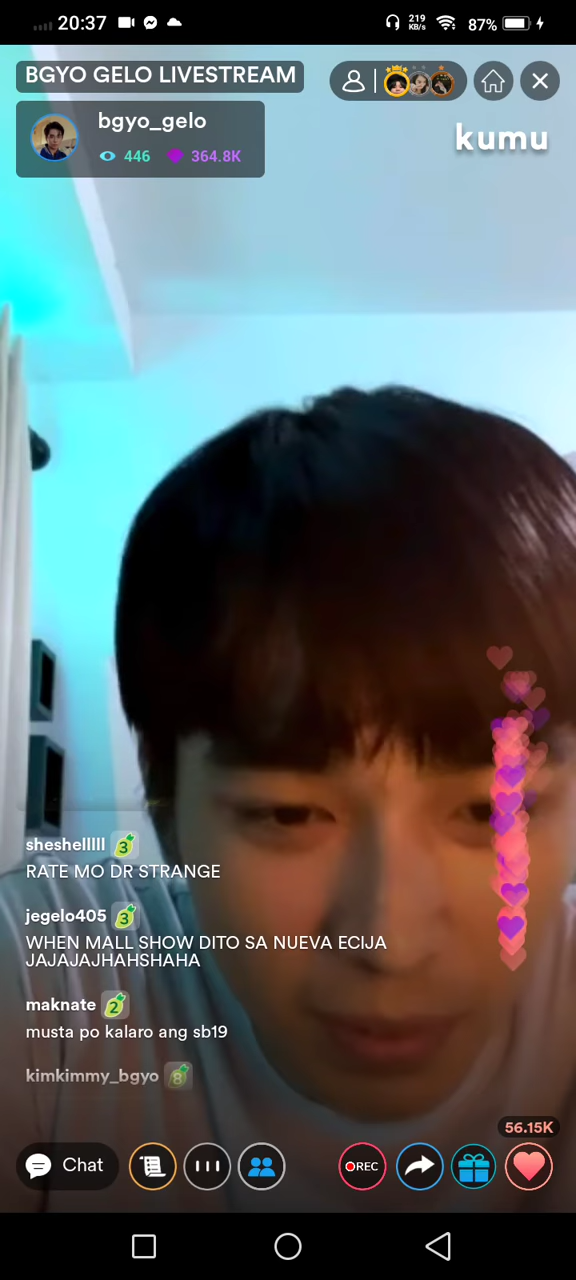 20:37
219
KB/s
87%
BGYO GELO LIVESTREAM
bgyo_gelo
446
364.8K
kumu
sheshelllll 3
RATE MO DR STRANGE
jegelo405 3
WHEN MALL SHOW DITO SA NUEVA ECIJA
JAJAJAJHAHSHAHA
maknate 2
musta po kalaro ang sb19
kimkimmy_bgyo 8
56.15K
Chat
REC